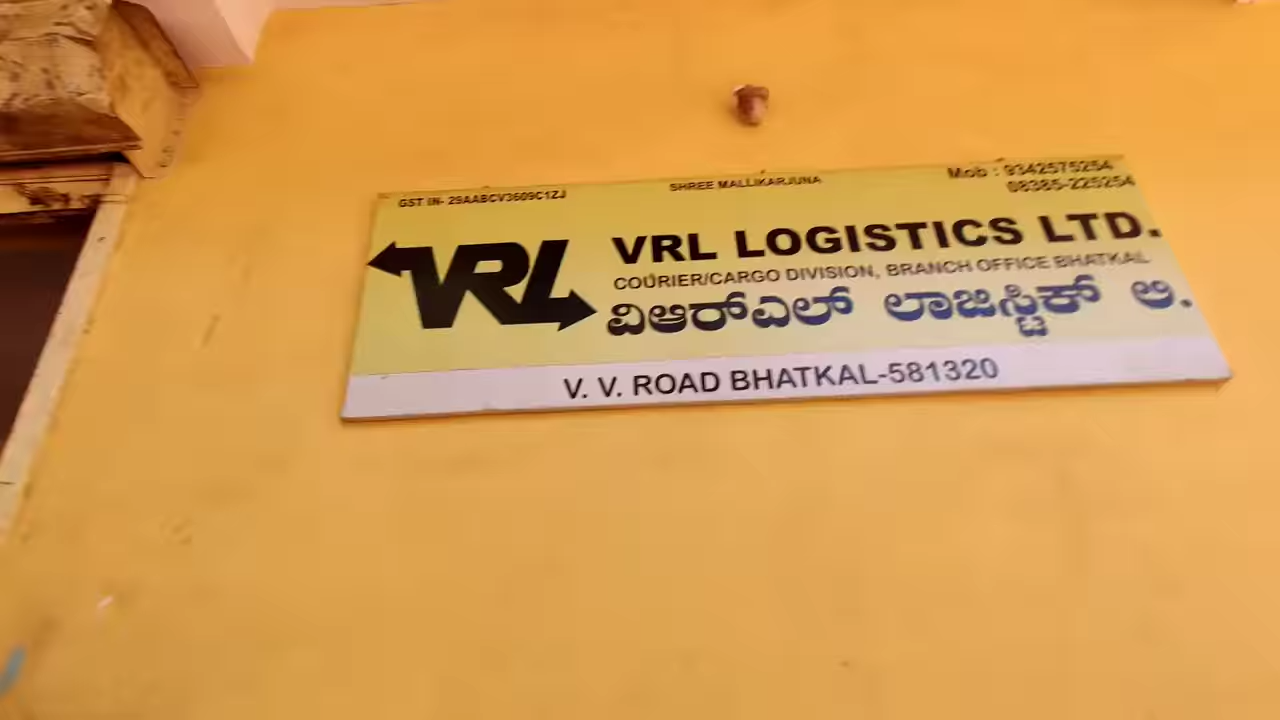 GST IN- 29AABCV3609C1ZJ
SHREE MALLIKARJUNA
Mob : 9342575254
08385-225254
VRL
VRL LOGISTICS LTD.
COURIER/CARGO DIVISION, BRANCH OFFICE BHATKAL
ವಿಆರ್ಎಲ್ ಲಾಜಿಸ್ಟಿಕ್ ಲಿ.
V. V. ROAD BHATKAL-581320